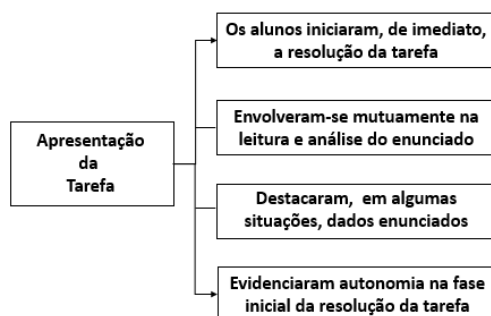 Os alunos iniciaram, de imediato,
a resolução da tarefa
Envolveram-se mutuamente na
leitura e análise do enunciado
Apresentação
da
Tarefa
Destacaram, em algumas
situações, dados enunciados
Evidenciaram autonomia na fase
inicial da resolução da tarefa